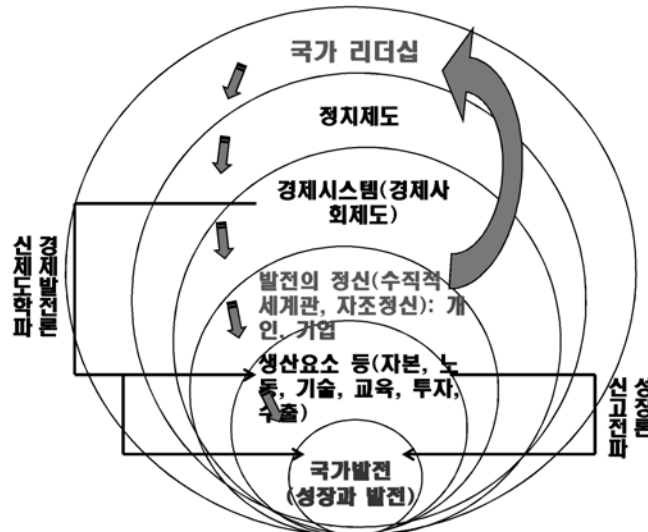 국가 리더십
정치제도
경제시스템(경제사
회제도)
발전의 정신(수직적
세계관, 자조정신): 개
인, 기업
생산요소 등(자본, 노
동, 기술, 교육, 투자,
수출)
국가발전
(성장과 발전)
경제발전론
신제도학파
성장론
신고전파